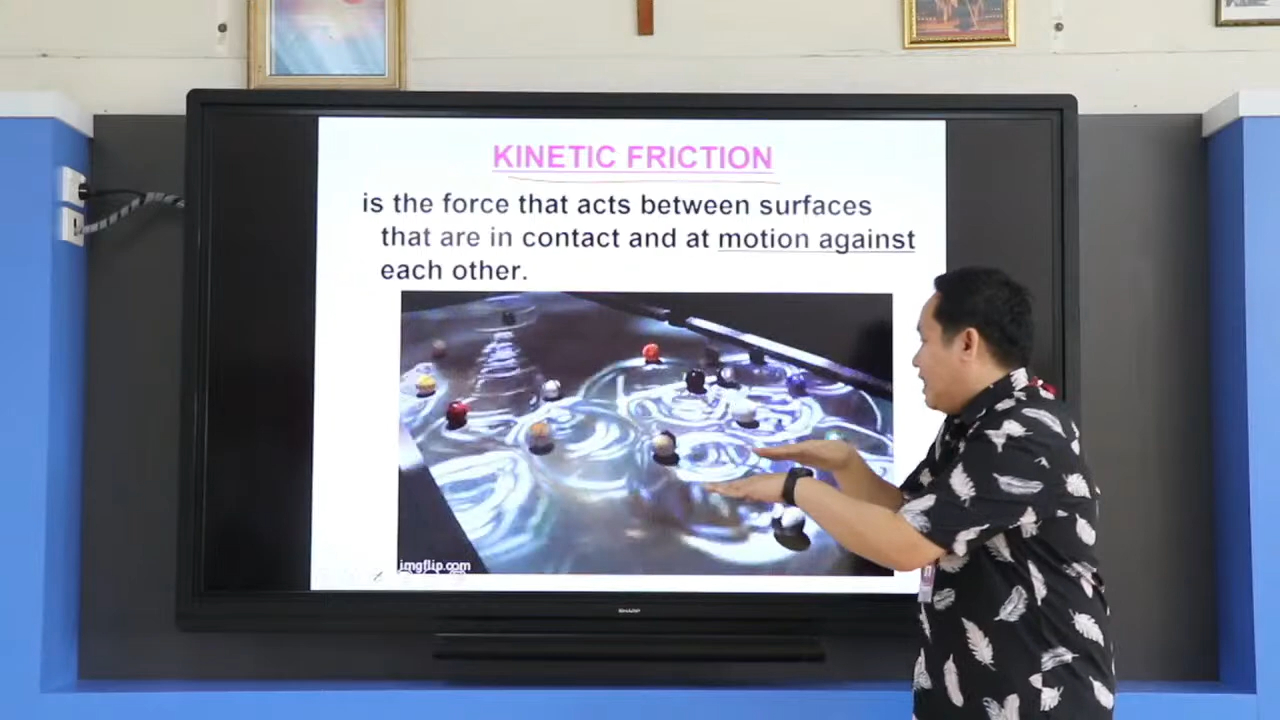 KINETIC FRICTION
is the force that acts between surfaces
that are in contact and at motion against
each other.
imgflip.com
SHARP